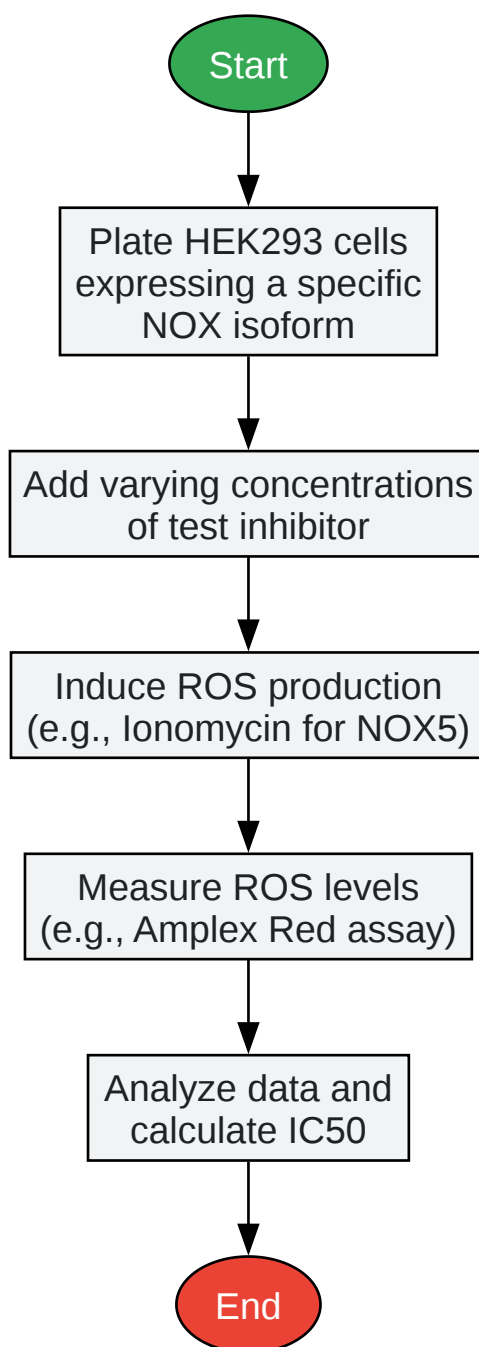 Start
Plate HEK293 cells
expressing a specific
NOX isoform
Add varying concentrations
of test inhibitor
Induce ROS production
(e.g., Ionomycin for NOX5)
Measure ROS levels
(e.g., Amplex Red assay)
Analyze data and
calculate IC50
End